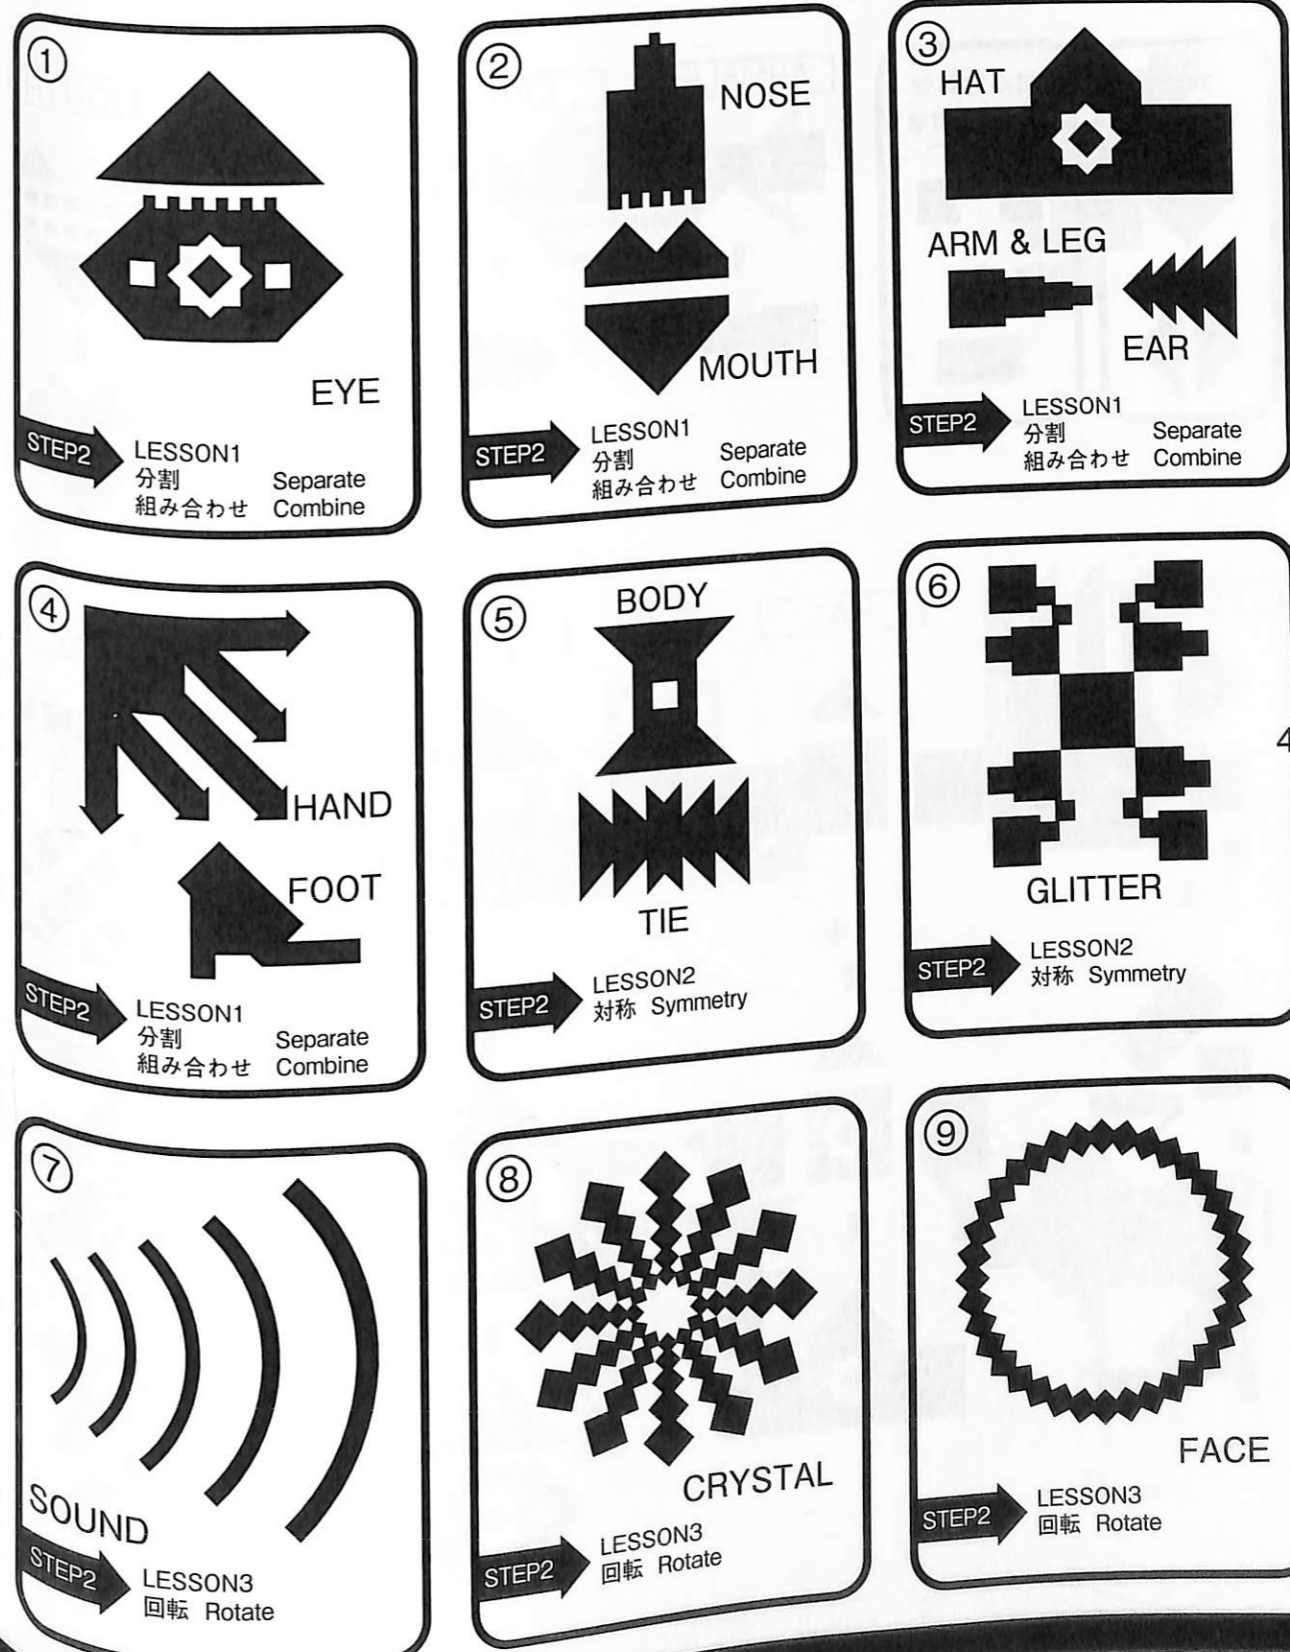 ①
EYE
STEP2
LESSON1
分割 Separate
組み合わせ Combine
②
NOSE
MOUTH
STEP2
LESSON1
分割 Separate
組み合わせ Combine
③
HAT
ARM & LEG
EAR
STEP2
LESSON1
分割 Separate
組み合わせ Combine
④
HAND
FOOT
STEP2
LESSON1
分割 Separate
組み合わせ Combine
⑤
BODY
TIE
STEP2
LESSON2
対称 Symmetry
⑥
GLITTER
STEP2
LESSON2
対称 Symmetry
4
⑦
SOUND
STEP2
LESSON3
回転 Rotate
⑧
CRYSTAL
STEP2
LESSON3
回転 Rotate
⑨
FACE
STEP2
LESSON3
回転 Rotate